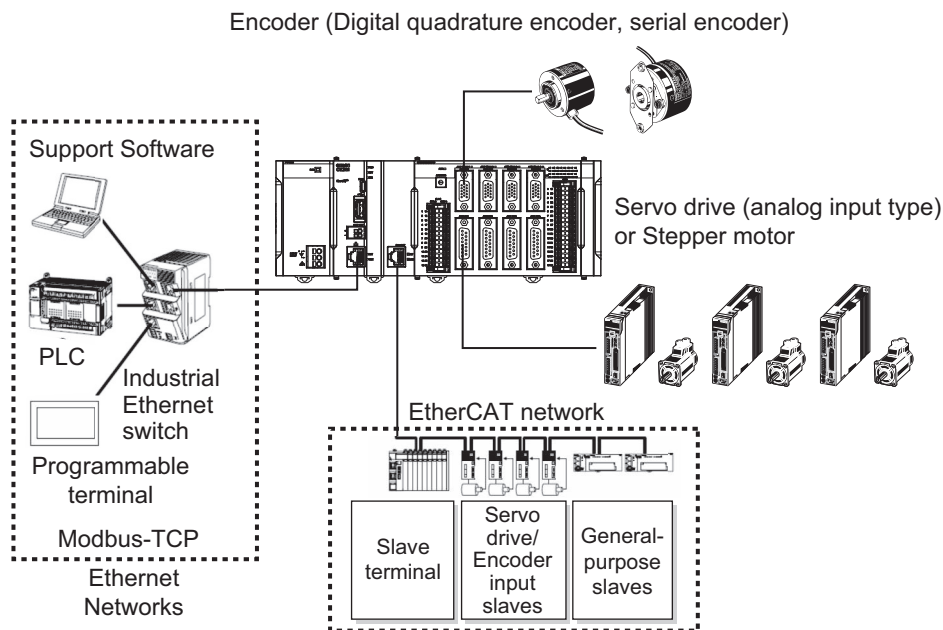 Encoder (Digital quadrature encoder, serial encoder)
Support Software
Servo drive (analog input type)
or Stepper motor
PLC
Industrial
Ethernet
switch
Programmable
terminal
Modbus-TCP
Ethernet
Networks
EtherCAT network
Slave
terminal
Servo
drive/
Encoder
input
slaves
General-
purpose
slaves